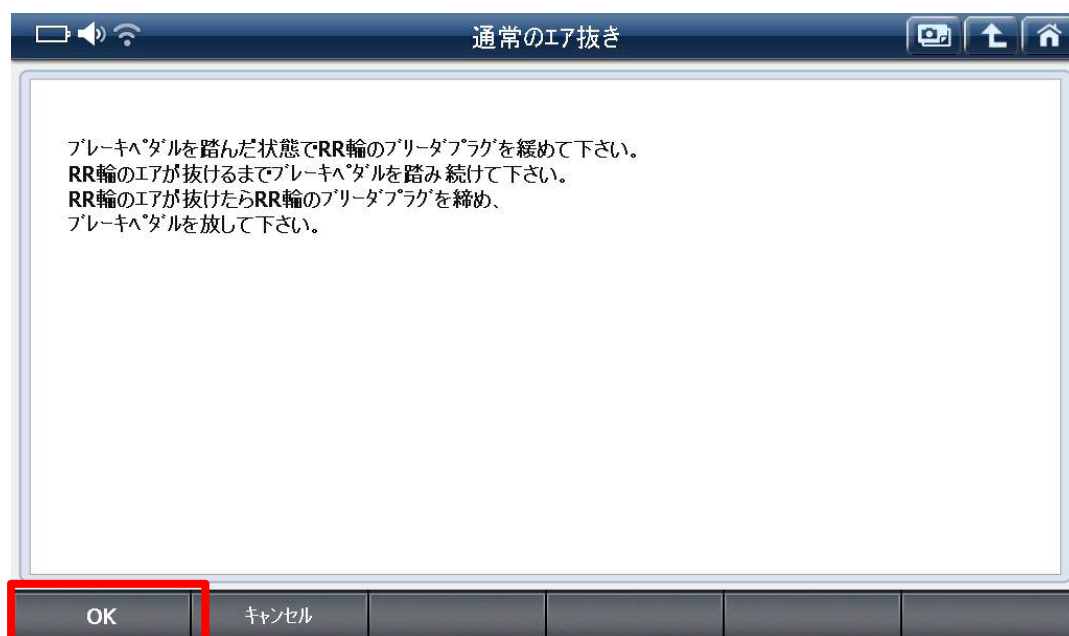 通常のｴｱ抜き
ﾌﾞﾚｰｷﾍﾟﾀﾞﾙを踏んだ状態でRR輪のﾌﾞﾘｰﾀﾞﾌﾟﾗｸﾞを緩めて下さい。
RR輪のｴｱが抜けるまでﾌﾞﾚｰｷﾍﾟﾀﾞﾙを踏み続けて下さい。
RR輪のｴｱが抜けたらRR輪のﾌﾞﾘｰﾀﾞﾌﾟﾗｸﾞを締め、
ﾌﾞﾚｰｷﾍﾟﾀﾞﾙを放して下さい。
OK
ｷｬﾝｾﾙ